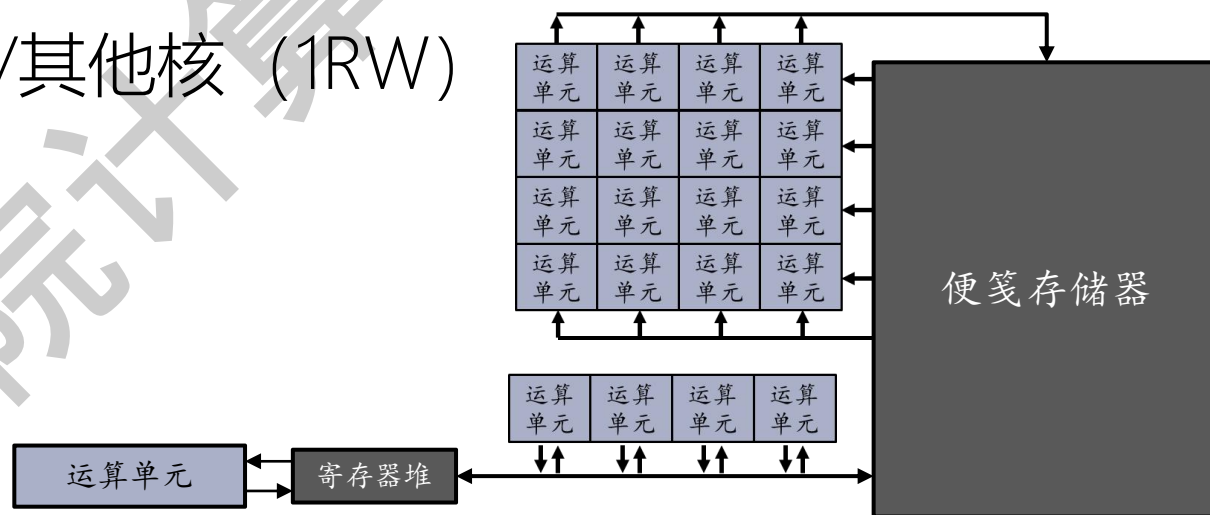 /其他核 (1RW)
运算 运算 运算 运算
单元 单元 单元 单元
运算 运算 运算 运算
单元 单元 单元 单元
运算 运算 运算 运算
单元 单元 单元 单元
运算 运算 运算 运算
单元 单元 单元 单元
便笺存储器
运算 运算 运算 运算
单元 单元 单元 单元
运算单元
寄存器堆
院计算